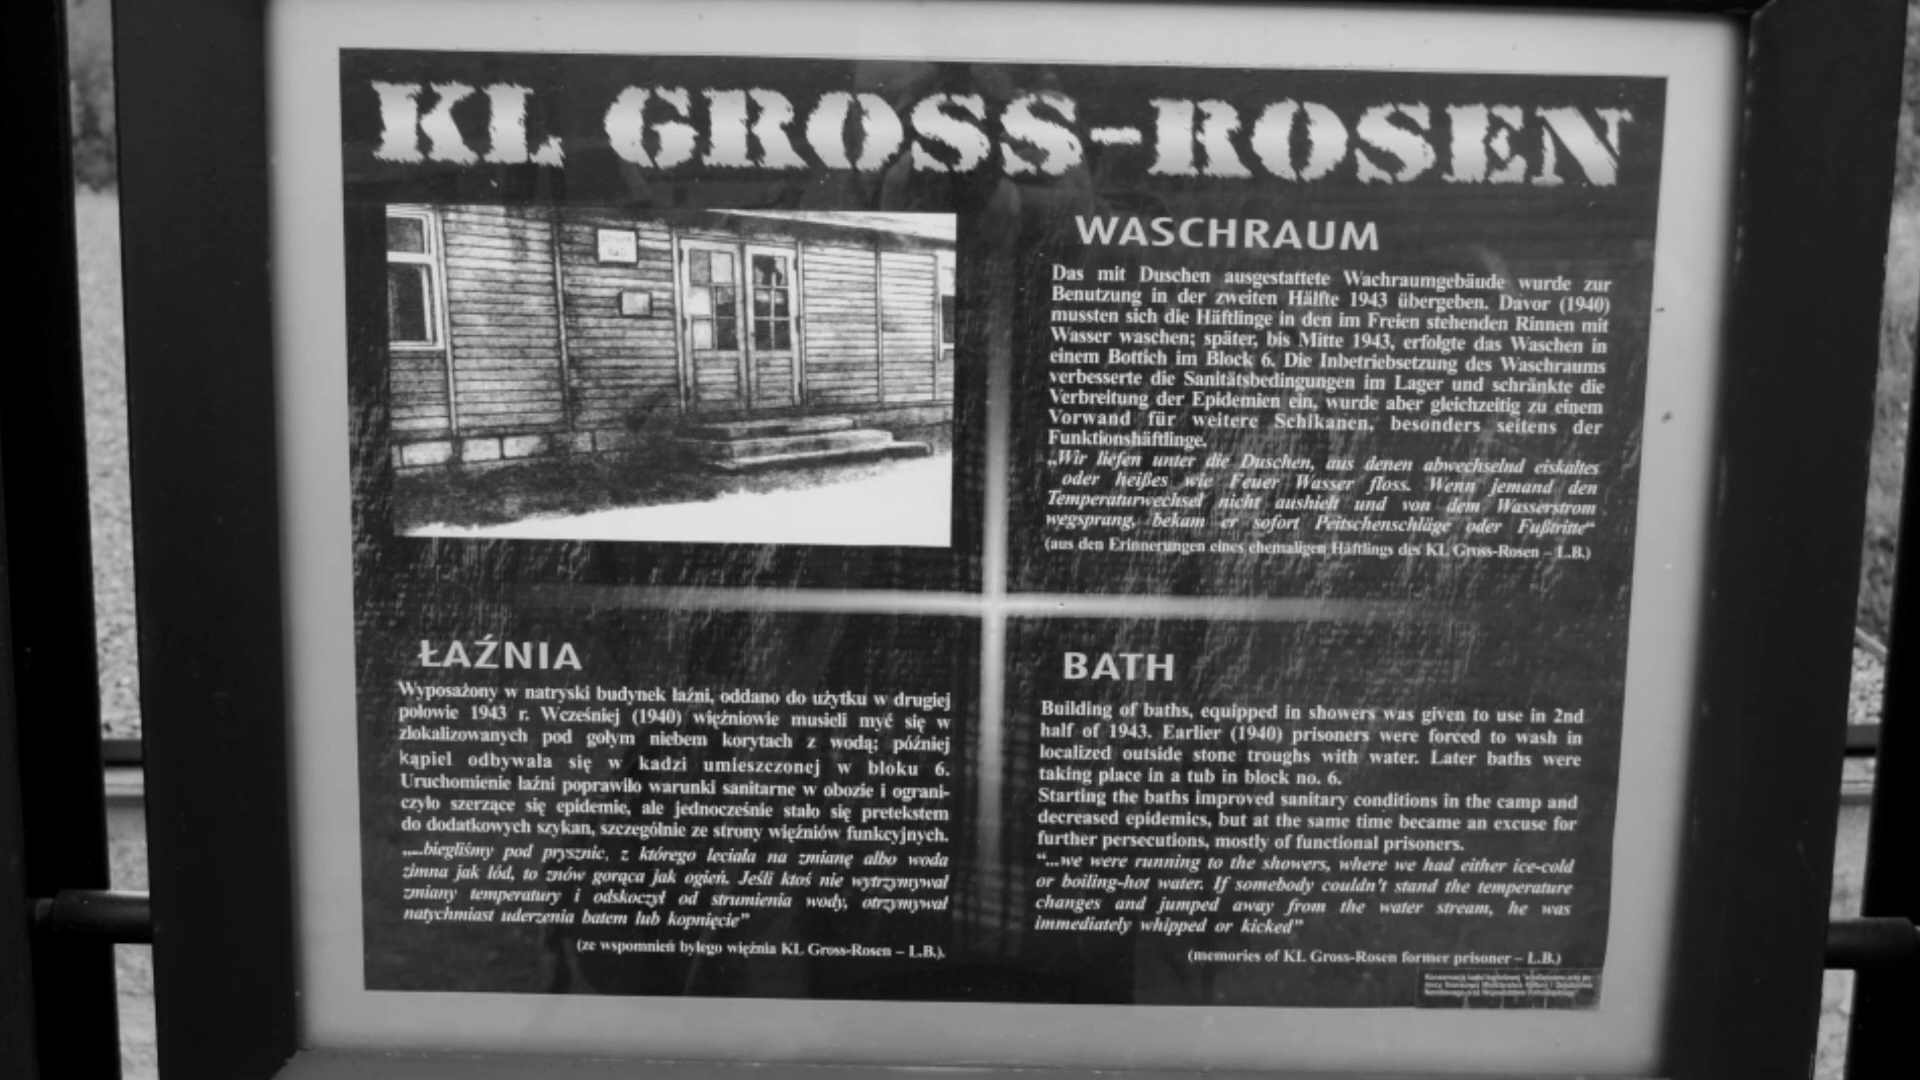 KL GROSS-ROSEN
WASCHRAUM
Das mit Duschen ausgestattete Wachraumgebäude wurde zur
Benutzung in der zweiten Hälfte 1943 übergeben. Davor (1940)
mussten sich die Häftlinge in den im Freien stehenden Rinnen mit
Wasser waschen; später, bis Mitte 1943, erfolgte das Waschen in
einem Bottich im Block 6. Die Inbetriebsetzung des Waschraums
verbesserte die Sanitätsbedingungen im Lager und schränkte die
Verbreitung der Epidemien ein, wurde aber gleichzeitig zu einem
Vorwand für weitere Schikanen, besonders seitens der
Funktionshäftlinge.
„Wir liefen unter die Duschen, aus denen abwechselnd eiskaltes
oder heißes wie Feuer Wasser floss. Wenn jemand den
Temperaturwechsel nicht aushielt und von dem Wasserstrom
wegsprang, bekam er sofort Peitschenschläge oder Fußtritte“
(aus den Erinnerungen eines ehemaligen Häftlings des KL Gross-Rosen – L.B.)
ŁAŹNIA
Wyposażony w natryski budynek łaźni, oddano do użytku w drugiej
połowie 1943 r. Wcześniej (1940) więźniowie musieli myć się w
zlokalizowanych pod gołym niebem korytach z wodą; później
kąpiel odbywała się w kadzi umieszczonej w bloku 6.
Uruchomienie łaźni poprawiło warunki sanitarne w obozie i ograni-
czyło szerzące się epidemie, ale jednocześnie stało się pretekstem
do dodatkowych szykan, szczególnie ze strony więźniów funkcyjnych.
„...biegliśmy pod prysznic, z którego leciała na zmianę albo woda
zimna jak lód, to znów gorąca jak ogień. Jeśli ktoś nie wytrzymywał
zmiany temperatury i odskoczył od strumienia wody, otrzymywał
natychmiast uderzenia batem lub kopnięcie”
(ze wspomnień byłego więźnia KL Gross-Rosen – L.B.).
BATH
Building of baths, equipped in showers was given to use in 2nd
half of 1943. Earlier (1940) prisoners were forced to wash in
localized outside stone troughs with water. Later baths were
taking place in a tub in block no. 6.
Starting the baths improved sanitary conditions in the camp and
decreased epidemics, but at the same time became an excuse for
further persecutions, mostly of functional prisoners.
“...we were running to the showers, where we had either ice-cold
or boiling-hot water. If somebody couldn't stand the temperature
changes and jumped away from the water stream, he was
immediately whipped or kicked”
(memories of KL Gross-Rosen former prisoner – L.B.)